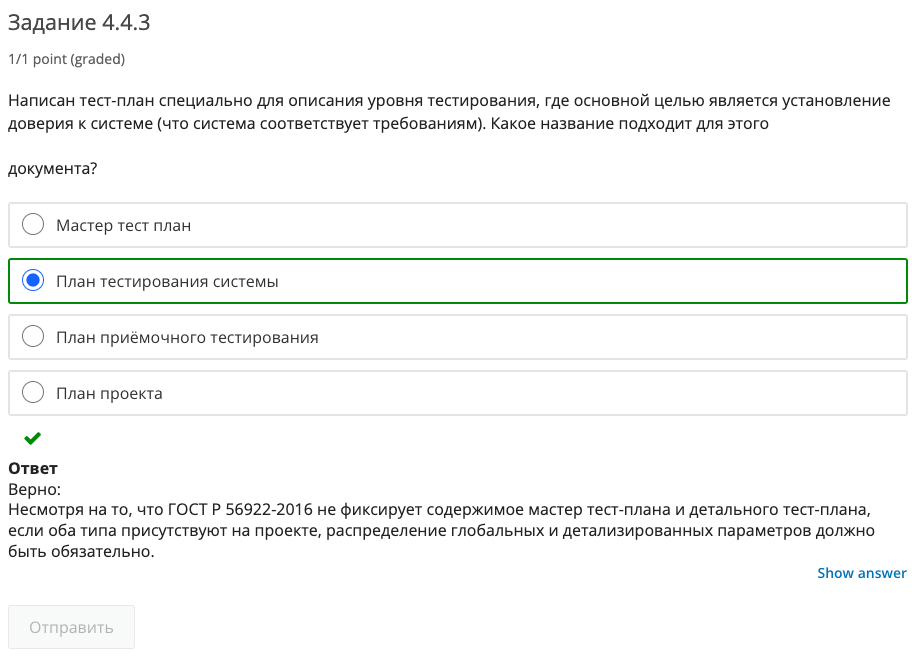 Задание 4.4.3
1/1 point (graded)
Написан тест-план специально для описания уровня тестирования, где основной целью является установление
доверия к системе (что система соответствует требованиям). Какое название подходит для этого
документа?
Мастер тест план
План тестирования системы
План приёмочного тестирования
План проекта
Ответ
Верно:
Несмотря на то, что ГОСТ Р 56922-2016 не фиксирует содержимое мастер тест-плана и детального тест-плана,
если оба типа присутствуют на проекте, распределение глобальных и детализированных параметров должно
быть обязательно.
Show answer
Отправить